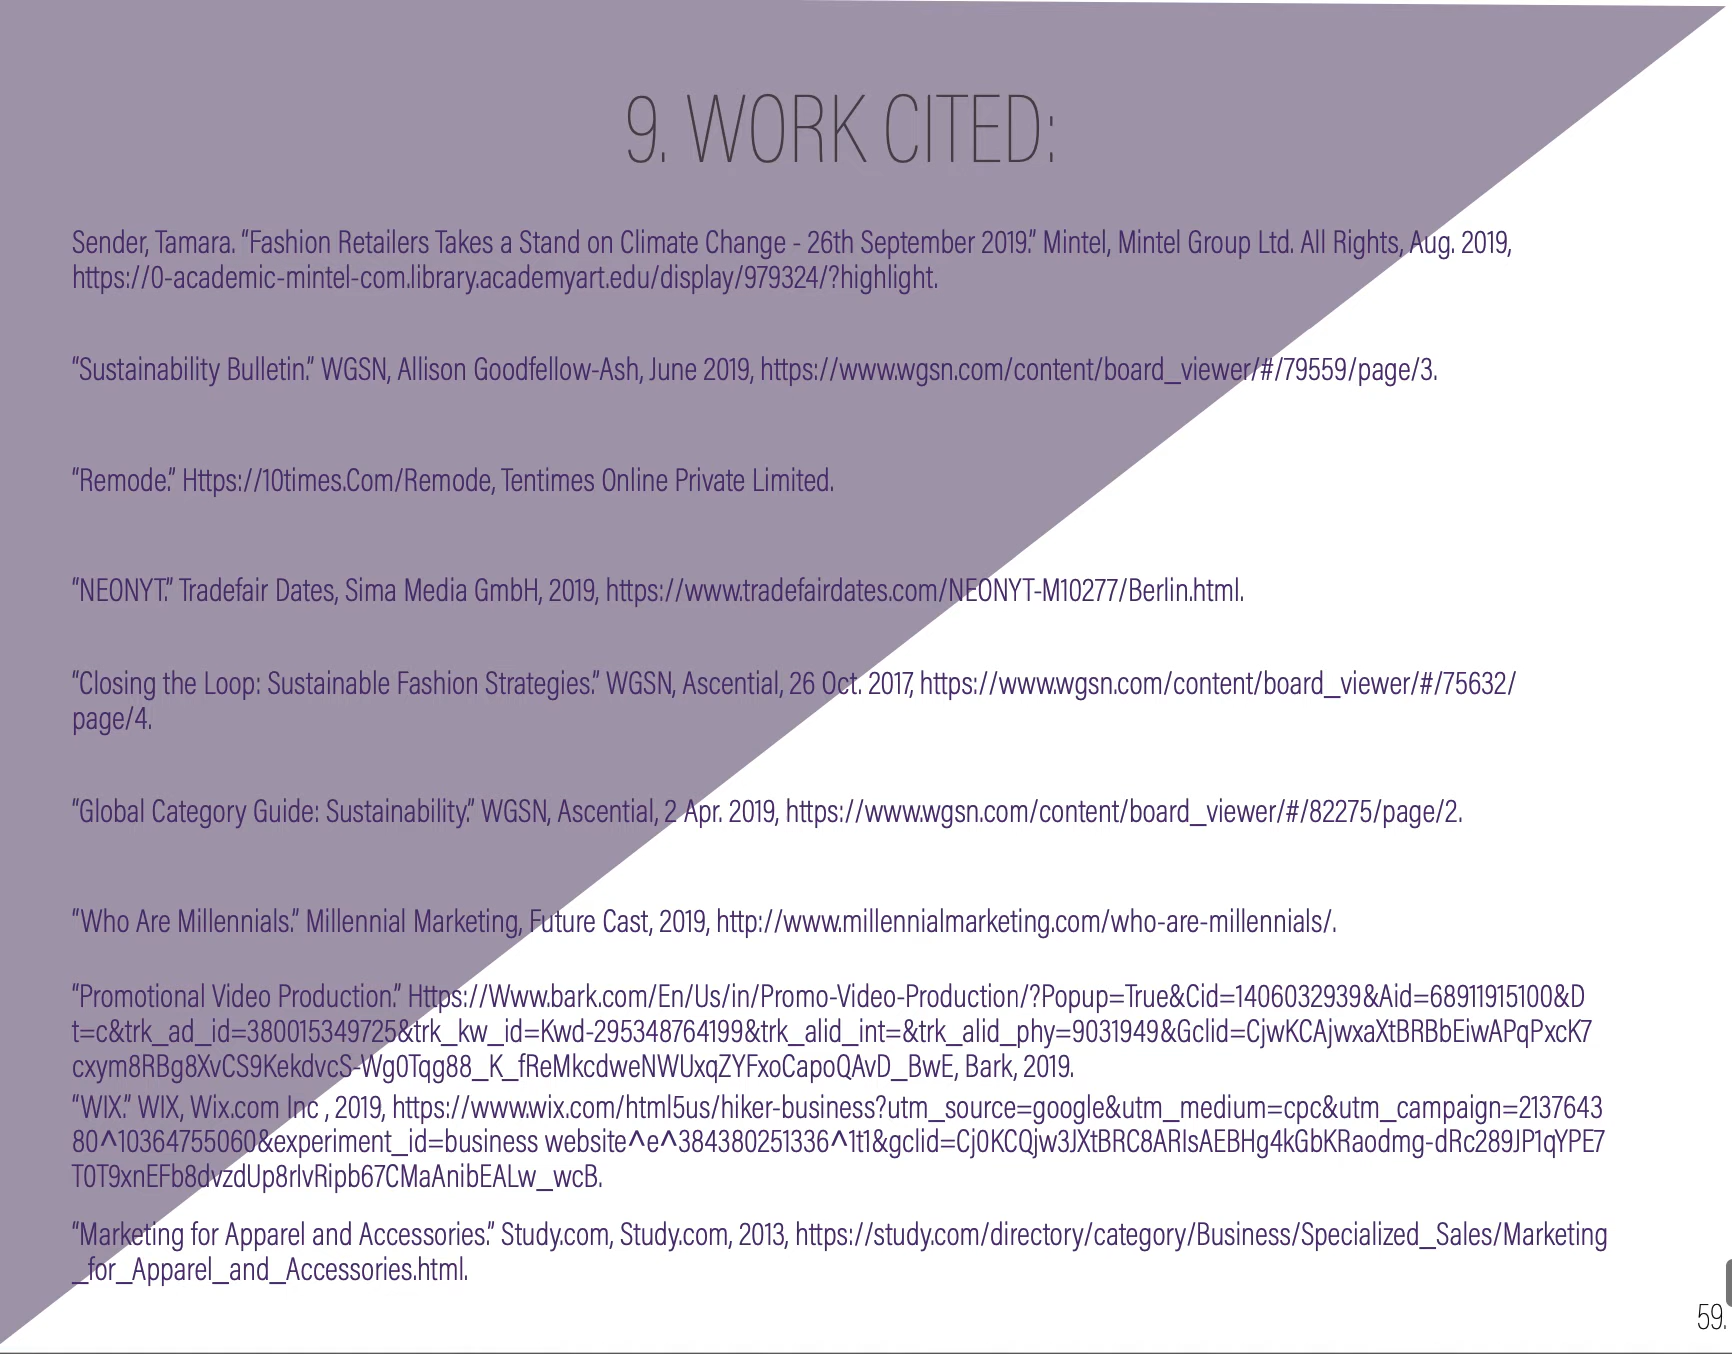 9. WORK CITED:
Sender, Tamara. “Fashion Retailers Takes a Stand on Climate Change - 26th September 2019.” Mintel, Mintel Group Ltd. All Rights, Aug. 2019,
https://0-academic-mintel-com.library.academyart.edu/display/979324/?highlight.
“Sustainability Bulletin.” WGSN, Allison Goodfellow-Ash, June 2019, https://www.wgsn.com/content/board_viewer/#/79559/page/3.
“Remode.” Https://10times.Com/Remode, Tentimes Online Private Limited.
“NEONYT.” Tradefair Dates, Sima Media GmbH, 2019, https://www.tradefairdates.com/NEONYT-M10277/Berlin.html.
“Closing the Loop: Sustainable Fashion Strategies.” WGSN, Ascential, 26 Oct. 2017, https://www.wgsn.com/content/board_viewer/#/75632/
page/4.
“Global Category Guide: Sustainability.” WGSN, Ascential, 2 Apr. 2019, https://www.wgsn.com/content/board_viewer/#/82275/page/2.
“Who Are Millennials.” Millennial Marketing, Future Cast, 2019, http://www.millennialmarketing.com/who-are-millennials/.
“Promotional Video Production.” Https://Www.bark.com/En/Us/in/Promo-Video-Production/?Popup=True&Cid=1406032939&Aid=68911915100&D
t=c&trk_ad_id=380015349725&trk_kw_id=Kwd-295348764199&trk_alid_int=&trk_alid_phy=9031949&Gclid=CjwKCAjwxaXtBRBbEiwAPqPxcK7
cxym8RBg8XvCS9KekdvcS-Wg0Tqg88_K_fReMkcdweNWUxqZYFxoCapoQAvD_BwE, Bark, 2019.
“WIX.” WIX, Wix.com Inc , 2019, https://www.wix.com/html5us/hiker-business?utm_source=google&utm_medium=cpc&utm_campaign=2137643
80^10364755060&experiment_id=business website^e^384380251336^1t1&gclid=Cj0KCQjw3JXtBRC8ARIsAEBHg4kGbKRaodmg-dRc289JP1qYPE7
T0T9xnEFb8dvzdUp8rIvRipb67CMaAnibEALw_wcB.
“Marketing for Apparel and Accessories.” Study.com, Study.com, 2013, https://study.com/directory/category/Business/Specialized_Sales/Marketing
_for_Apparel_and_Accessories.html.
59.